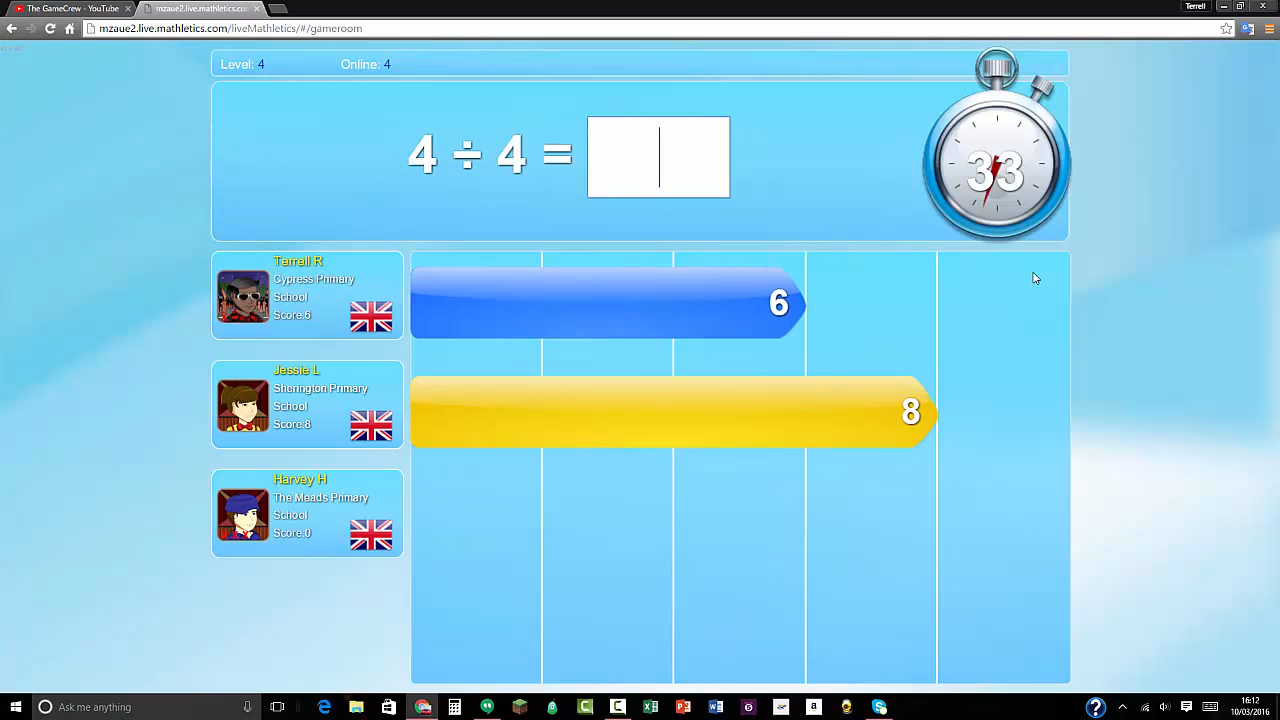 The GameCrew - YouTube
mzaue2.live.mathletics.co
Terrell
mzaue2.live.mathletics.com/liveMathletics/#/gameroom
Level: 4
Online: 4
4 ÷ 4 =
33
Terrell R
Cypress Primary
School
Score:6
6
Jessie L
Sherington Primary
School
Score:8
8
Harvey H
The Meads Primary
School
Score:0
Ask me anything
16:12
10/03/2016